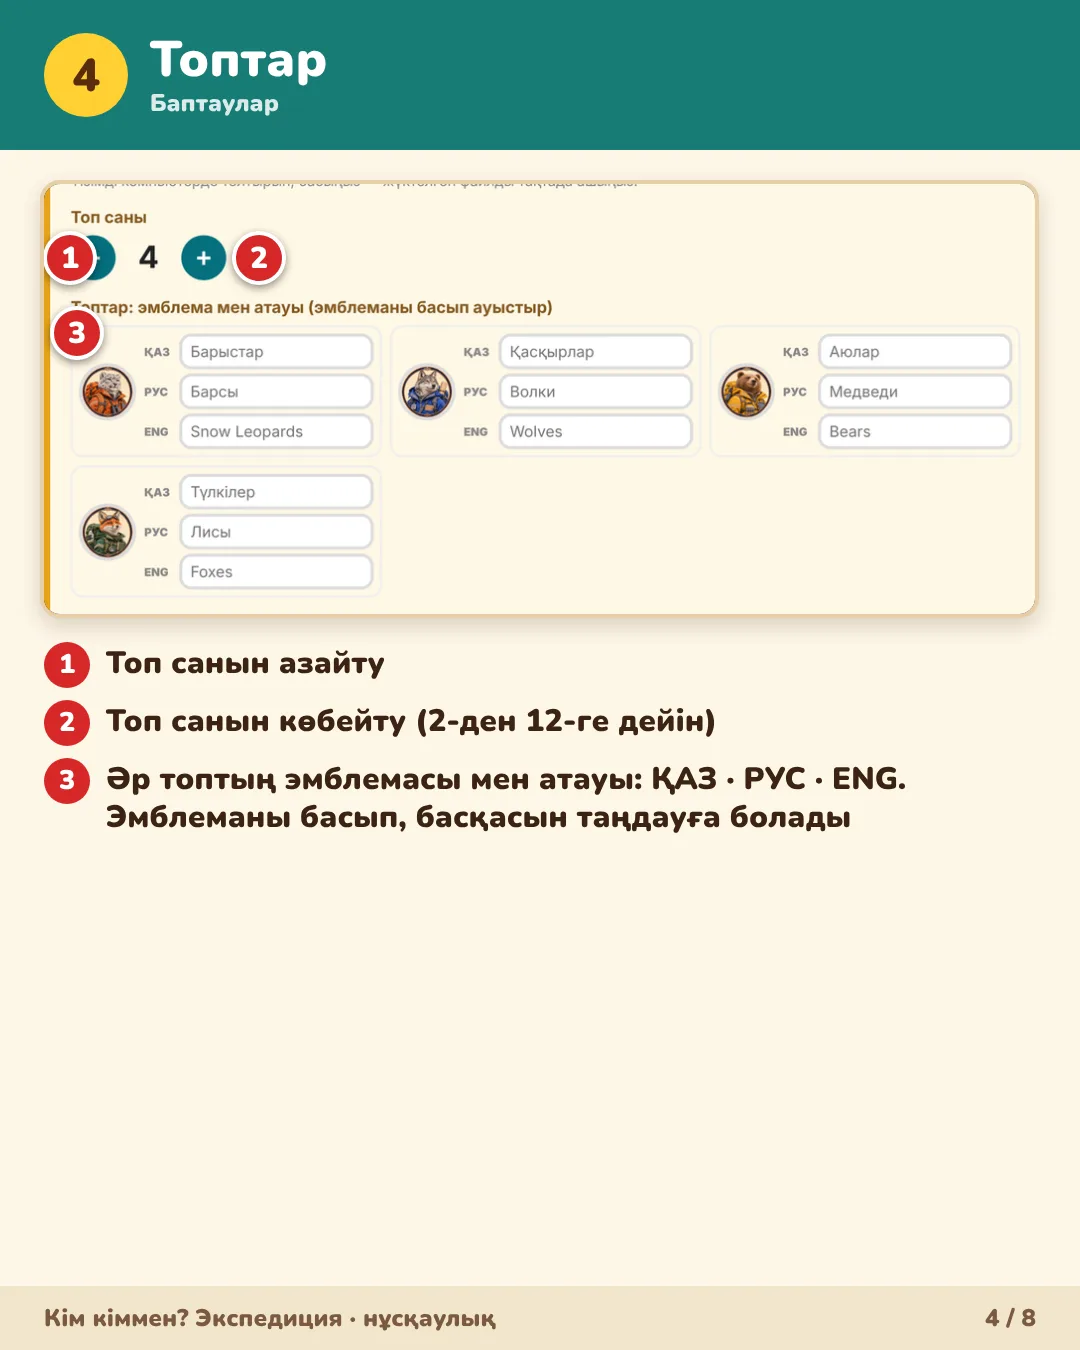 4
Топтар
Баптаулар
Топ саны
1
4
+
2
Топтар: эмблема мен атауы (эмблеманы басып ауыстыр)
3
ҚАЗ Барыстар
РУС Барсы
ENG Snow Leopards
ҚАЗ Қасқырлар
РУС Волки
ENG Wolves
ҚАЗ Аюлар
РУС Медведи
ENG Bears
ҚАЗ Түлкілер
РУС Лисы
ENG Foxes
1 Топ санын азайту
2 Топ санын көбейту (2-ден 12-ге дейін)
3 Әр топтың эмблемасы мен атауы: ҚАЗ · РУС · ENG.
Эмблеманы басып, басқасын таңдауға болады
Кім кіммен? Экспедиция · нұсқаулық
4 / 8